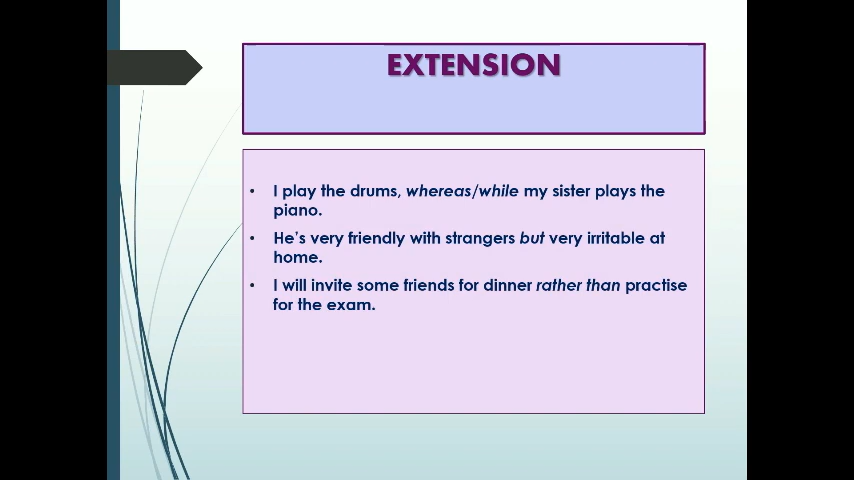 EXTENSION
• I play the drums, whereas/while my sister plays the
piano.
• He’s very friendly with strangers but very irritable at
home.
• I will invite some friends for dinner rather than practise
for the exam.